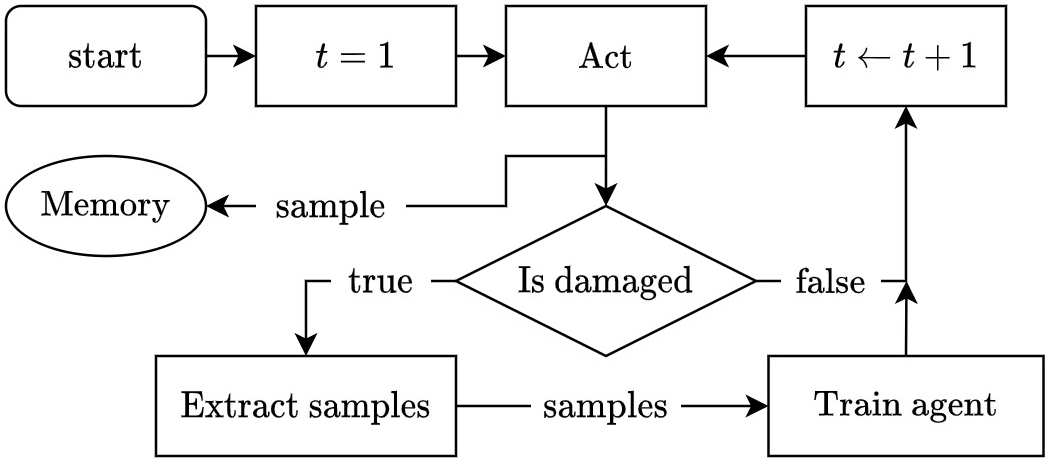 start
t = 1
Act
t ← t + 1
Memory
sample
true
Is damaged
false
Extract samples
samples
Train agent